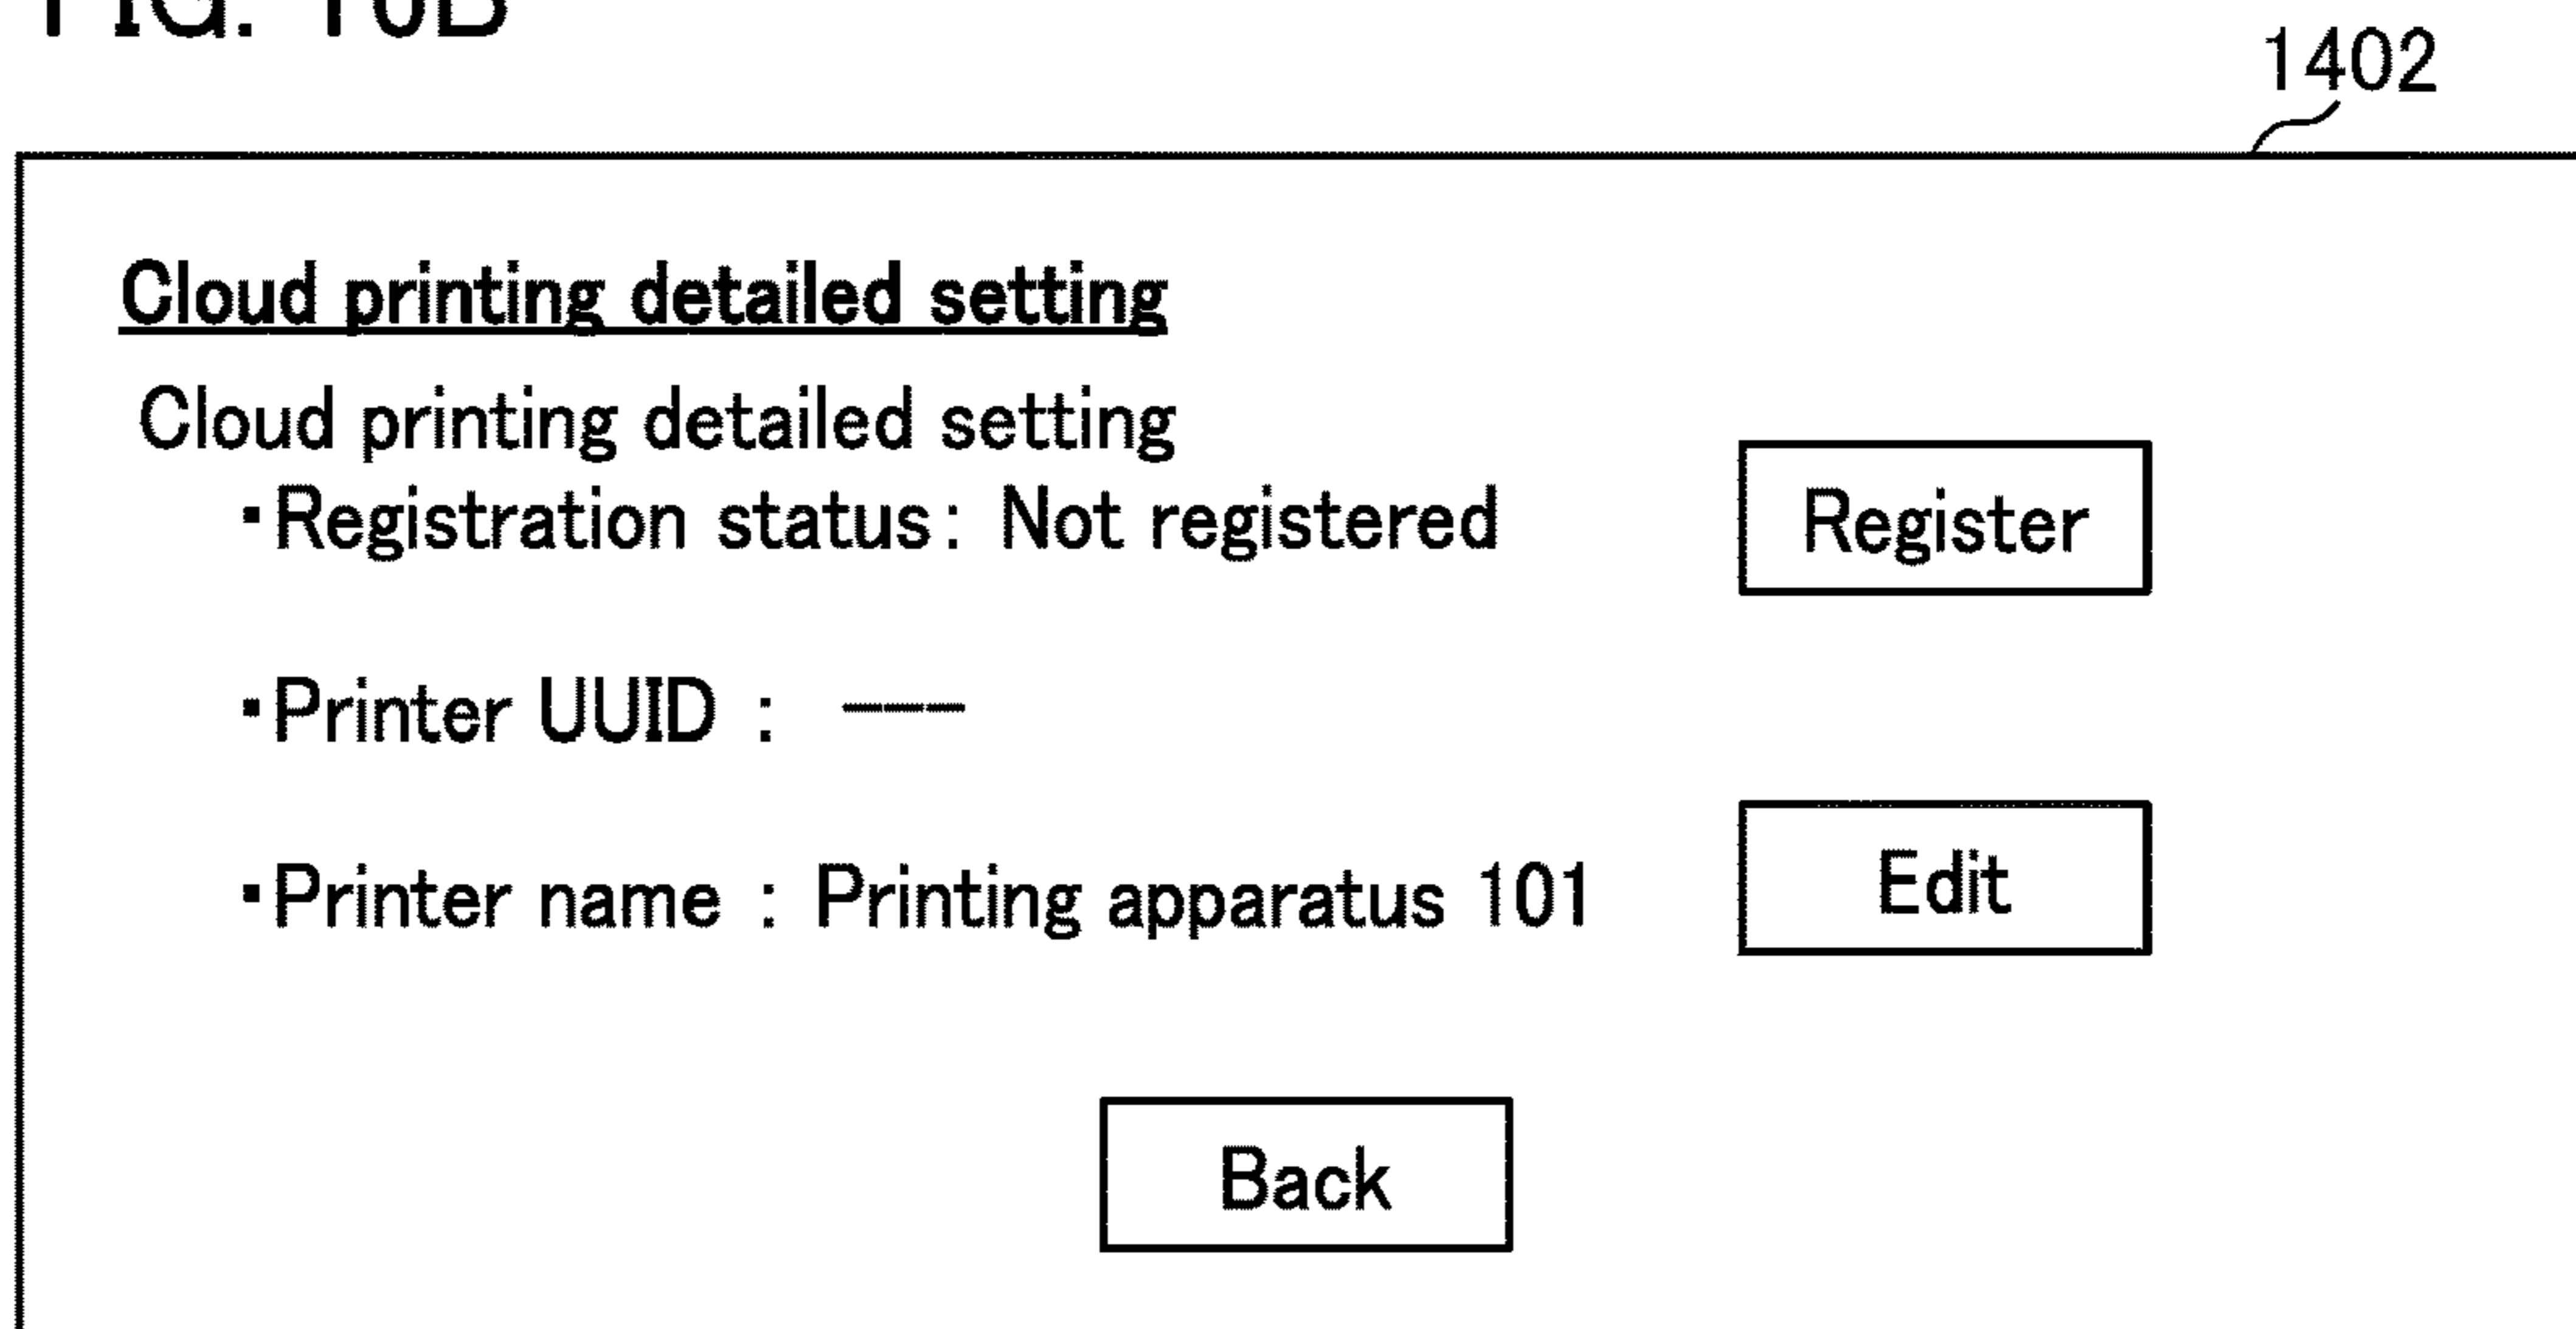 1402
Cloud printing detailed setting
Cloud printing detailed setting
・Registration status: Not registered
Register
・Printer UUID : ---
・Printer name : Printing apparatus 101
Edit
Back